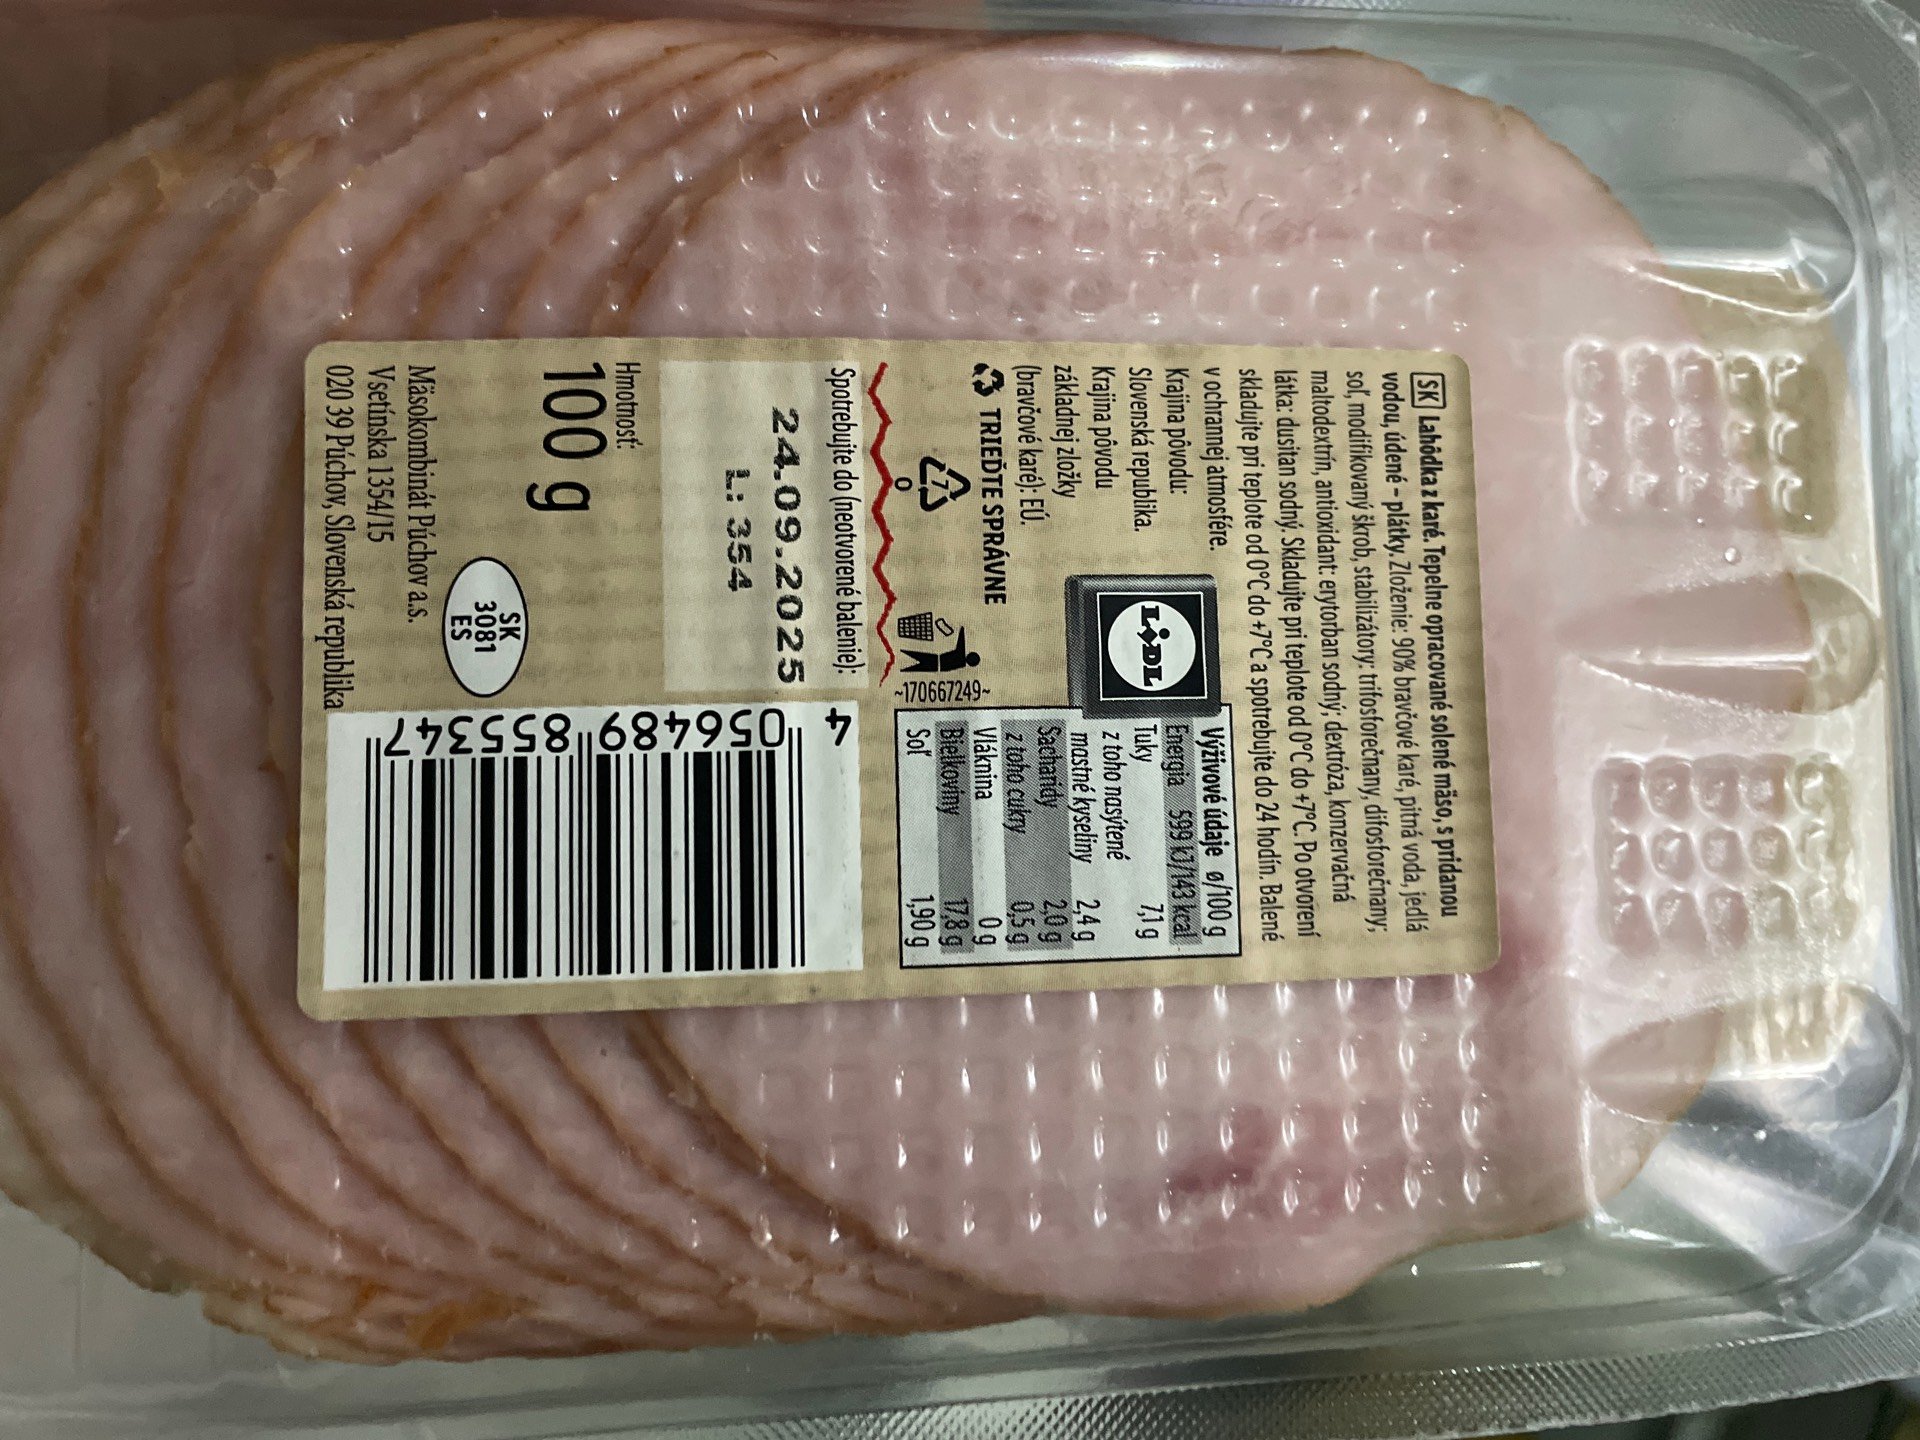 SK Lahôdka z karé. Tepelne opracované solené mäso, s pridanou
vodou, údené – plátky. Zloženie: 90% bravčové karé, pitná voda, jedlá
soľ, modifikovaný škrob, stabilizátory: trifosforečnany, difosforečnany;
maltodextrín, antioxidant: erytorban sodný; dextróza, konzervačná
látka: dusitan sodný. Skladujte pri teplote od 0°C do +7°C. Po otvorení
skladujte pri teplote od 0°C do +7°C a spotrebujte do 24 hodín. Balené
v ochrannej atmosfére.
Krajina pôvodu:
Slovenská republika.
Krajina pôvodu
základnej zložky
(bravčové karé): EÚ.
TRIEĎTE SPRÁVNE
7
O
LIDL
~170667249~
Výživové údaje ø/100 g
Energia 599 kJ/143 kcal
Tuky 7,1 g
z toho nasýtené
mastné kyseliny 2,4 g
Sacharidy 2,0 g
z toho cukry 0,5 g
Vláknina 0 g
Bielkoviny 17,8 g
Soľ 1,90 g
Spotrebujte do (neotvorené balenie):
24.09.2025
L: 354
Hmotnosť:
100 g
SK
3081
ES
Mäsokombinát Púchov a.s.
Vsetínska 1354/15
020 39 Púchov, Slovenská republika
4 056489 855347